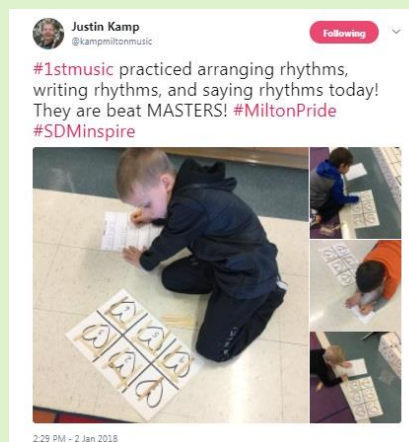 Justin Kamp
@kampmiltonmusic
Following
#1stmusic practiced arranging rhythms,
writing rhythms, and saying rhythms today!
They are beat MASTERS! #MiltonPride
#SDMinspire
2:29 PM - 2 Jan 2018